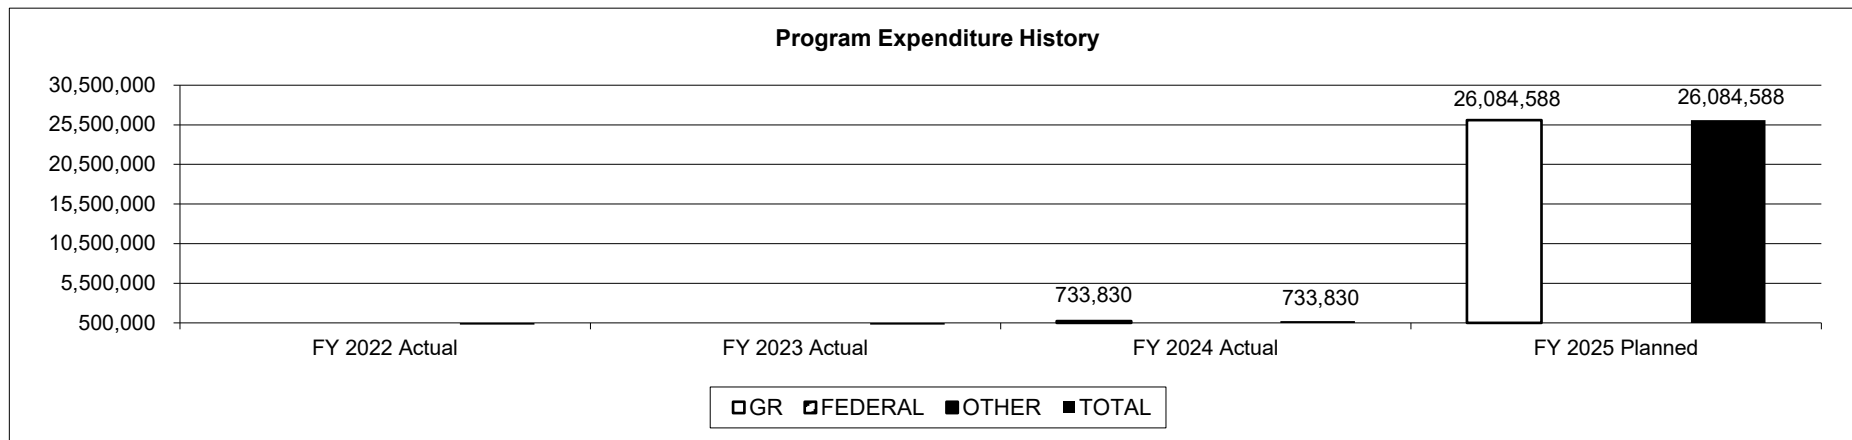 Program Expenditure History
30,500,000
25,500,000
20,500,000
15,500,000
10,500,000
5,500,000
500,000
26,084,588
26,084,588
733,830
733,830
FY 2022 Actual
FY 2023 Actual
FY 2024 Actual
FY 2025 Planned
GR FEDERAL OTHER TOTAL